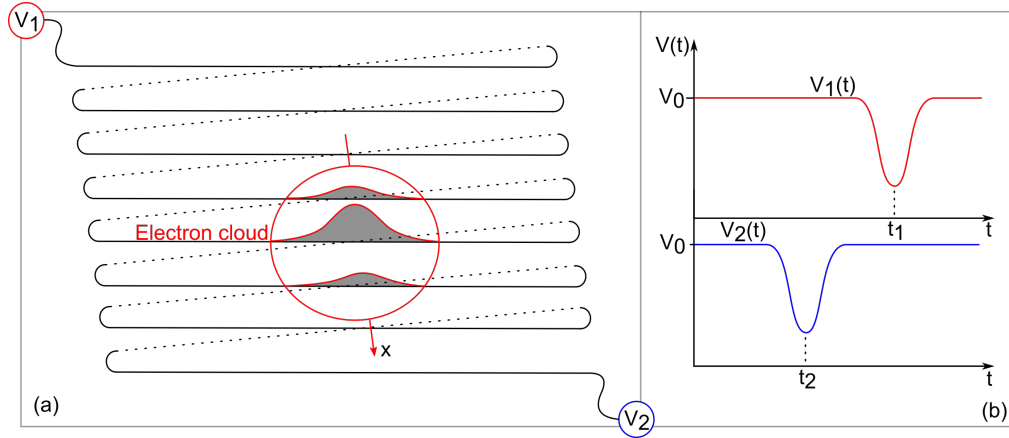 V1
Electron cloud
x
V2
(a)
V(t)
V0
V1(t)
t1
t
V0
V2(t)
t2
t
(b)